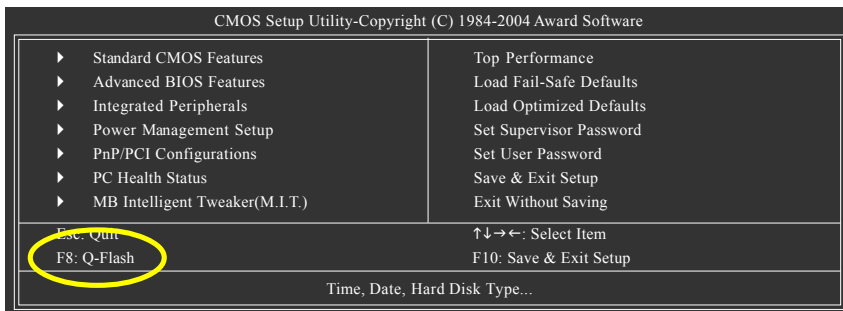 CMOS Setup Utility-Copyright (C) 1984-2004 Award Software
Standard CMOS Features
Advanced BIOS Features
Integrated Peripherals
Power Management Setup
PnP/PCI Configurations
PC Health Status
MB Intelligent Tweaker(M.I.T.)
Top Performance
Load Fail-Safe Defaults
Load Optimized Defaults
Set Supervisor Password
Set User Password
Save & Exit Setup
Exit Without Saving
Esc: Quit
F8: Q-Flash
↑↓→←: Select Item
F10: Save & Exit Setup
Time, Date, Hard Disk Type...